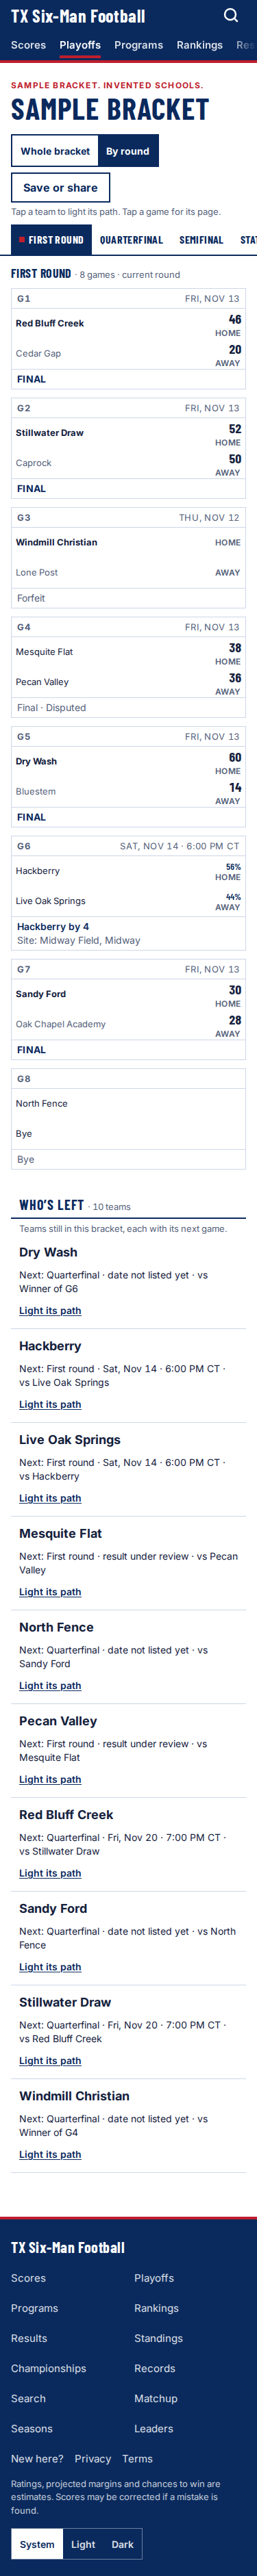 TX Six-Man Football
Scores Playoffs Programs Rankings Res
SAMPLE BRACKET. INVENTED SCHOOLS.
SAMPLE BRACKET
Whole bracket By round
Save or share
Tap a team to light its path. Tap a game for its page.
FIRST ROUND QUARTERFINAL SEMIFINAL STAT
FIRST ROUND · 8 games · current round
G1 FRI, NOV 13
Red Bluff Creek 46
HOME
Cedar Gap 20
AWAY
FINAL
G2 FRI, NOV 13
Stillwater Draw 52
HOME
Caprock 50
AWAY
FINAL
G3 THU, NOV 12
Windmill Christian HOME
Lone Post AWAY
Forfeit
G4 FRI, NOV 13
Mesquite Flat 38
HOME
Pecan Valley 36
AWAY
Final · Disputed
G5 FRI, NOV 13
Dry Wash 60
HOME
Bluestem 14
AWAY
FINAL
G6 SAT, NOV 14 · 6:00 PM CT
Hackberry 56%
HOME
Live Oak Springs 44%
AWAY
Hackberry by 4
Site: Midway Field, Midway
G7 FRI, NOV 13
Sandy Ford 30
HOME
Oak Chapel Academy 28
AWAY
FINAL
G8
North Fence
Bye
Bye
WHO'S LEFT · 10 teams
Teams still in this bracket, each with its next game.
Dry Wash
Next: Quarterfinal · date not listed yet · vs
Winner of G6
Light its path
Hackberry
Next: First round · Sat, Nov 14 · 6:00 PM CT ·
vs Live Oak Springs
Light its path
Live Oak Springs
Next: First round · Sat, Nov 14 · 6:00 PM CT ·
vs Hackberry
Light its path
Mesquite Flat
Next: First round · result under review · vs Pecan
Valley
Light its path
North Fence
Next: Quarterfinal · date not listed yet · vs
Sandy Ford
Light its path
Pecan Valley
Next: First round · result under review · vs
Mesquite Flat
Light its path
Red Bluff Creek
Next: Quarterfinal · Fri, Nov 20 · 7:00 PM CT ·
vs Stillwater Draw
Light its path
Sandy Ford
Next: Quarterfinal · date not listed yet · vs North
Fence
Light its path
Stillwater Draw
Next: Quarterfinal · Fri, Nov 20 · 7:00 PM CT ·
vs Red Bluff Creek
Light its path
Windmill Christian
Next: Quarterfinal · date not listed yet · vs
Winner of G4
Light its path
TX Six-Man Football
Scores Playoffs
Programs Rankings
Results Standings
Championships Records
Search Matchup
Seasons Leaders
New here? Privacy Terms
Ratings, projected margins and chances to win are
estimates. Scores may be corrected if a mistake is
found.
System Light Dark